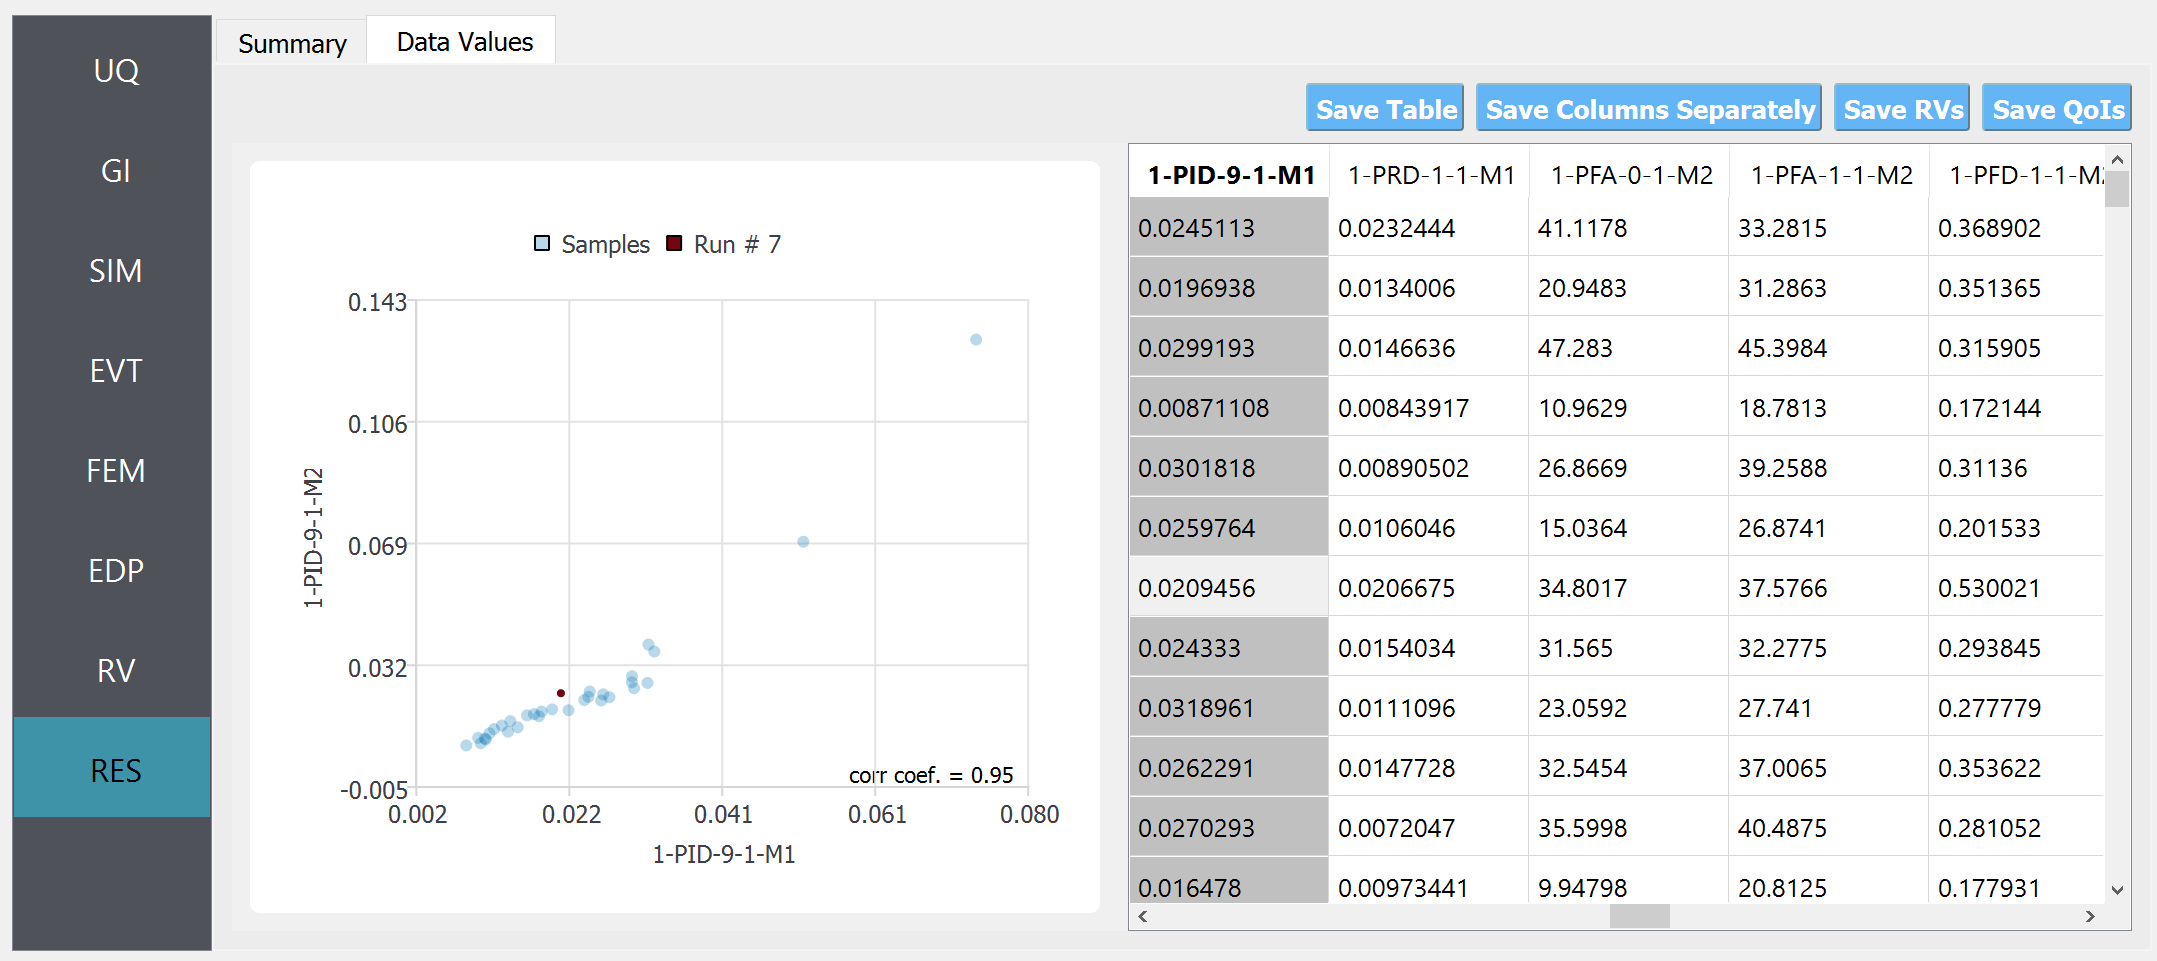 Summary
Data Values
UQ
GI
SIM
EVT
FEM
EDP
RV
RES
Save Table
Save Columns Separately
Save RVs
Save QoIs
Samples
Run # 7
0.143
0.106
0.069
0.032
-0.005
1-PID-9-1-M2
corr coef. = 0.95
0.002 0.022 0.041 0.061 0.080
1-PID-9-1-M1
1-PID-9-1-M1 1-PRD-1-1-M1 1-PFA-0-1-M2 1-PFA-1-1-M2 1-PFD-1-1-M2
0.0245113 0.0232444 41.1178 33.2815 0.368902
0.0196938 0.0134006 20.9483 31.2863 0.351365
0.0299193 0.0146636 47.283 45.3984 0.315905
0.00871108 0.00843917 10.9629 18.7813 0.172144
0.0301818 0.00890502 26.8669 39.2588 0.31136
0.0259764 0.0106046 15.0364 26.8741 0.201533
0.0209456 0.0206675 34.8017 37.5766 0.530021
0.024333 0.0154034 31.565 32.2775 0.293845
0.0318961 0.0111096 23.0592 27.741 0.277779
0.0262291 0.0147728 32.5454 37.0065 0.353622
0.0270293 0.0072047 35.5998 40.4875 0.281052
0.016478 0.00973441 9.94798 20.8125 0.177931